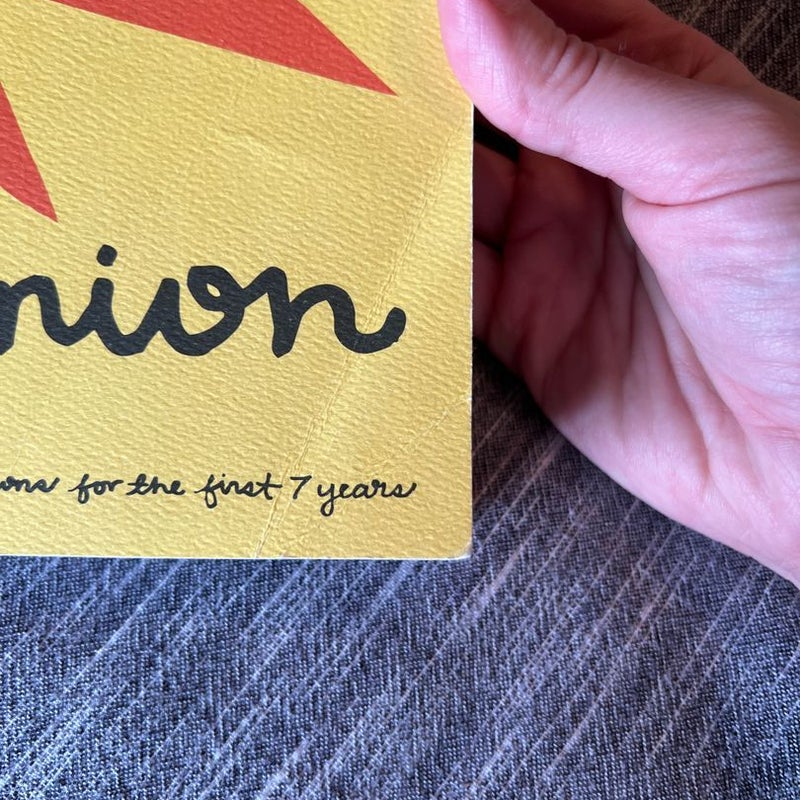 nion
ons for the first 7 years